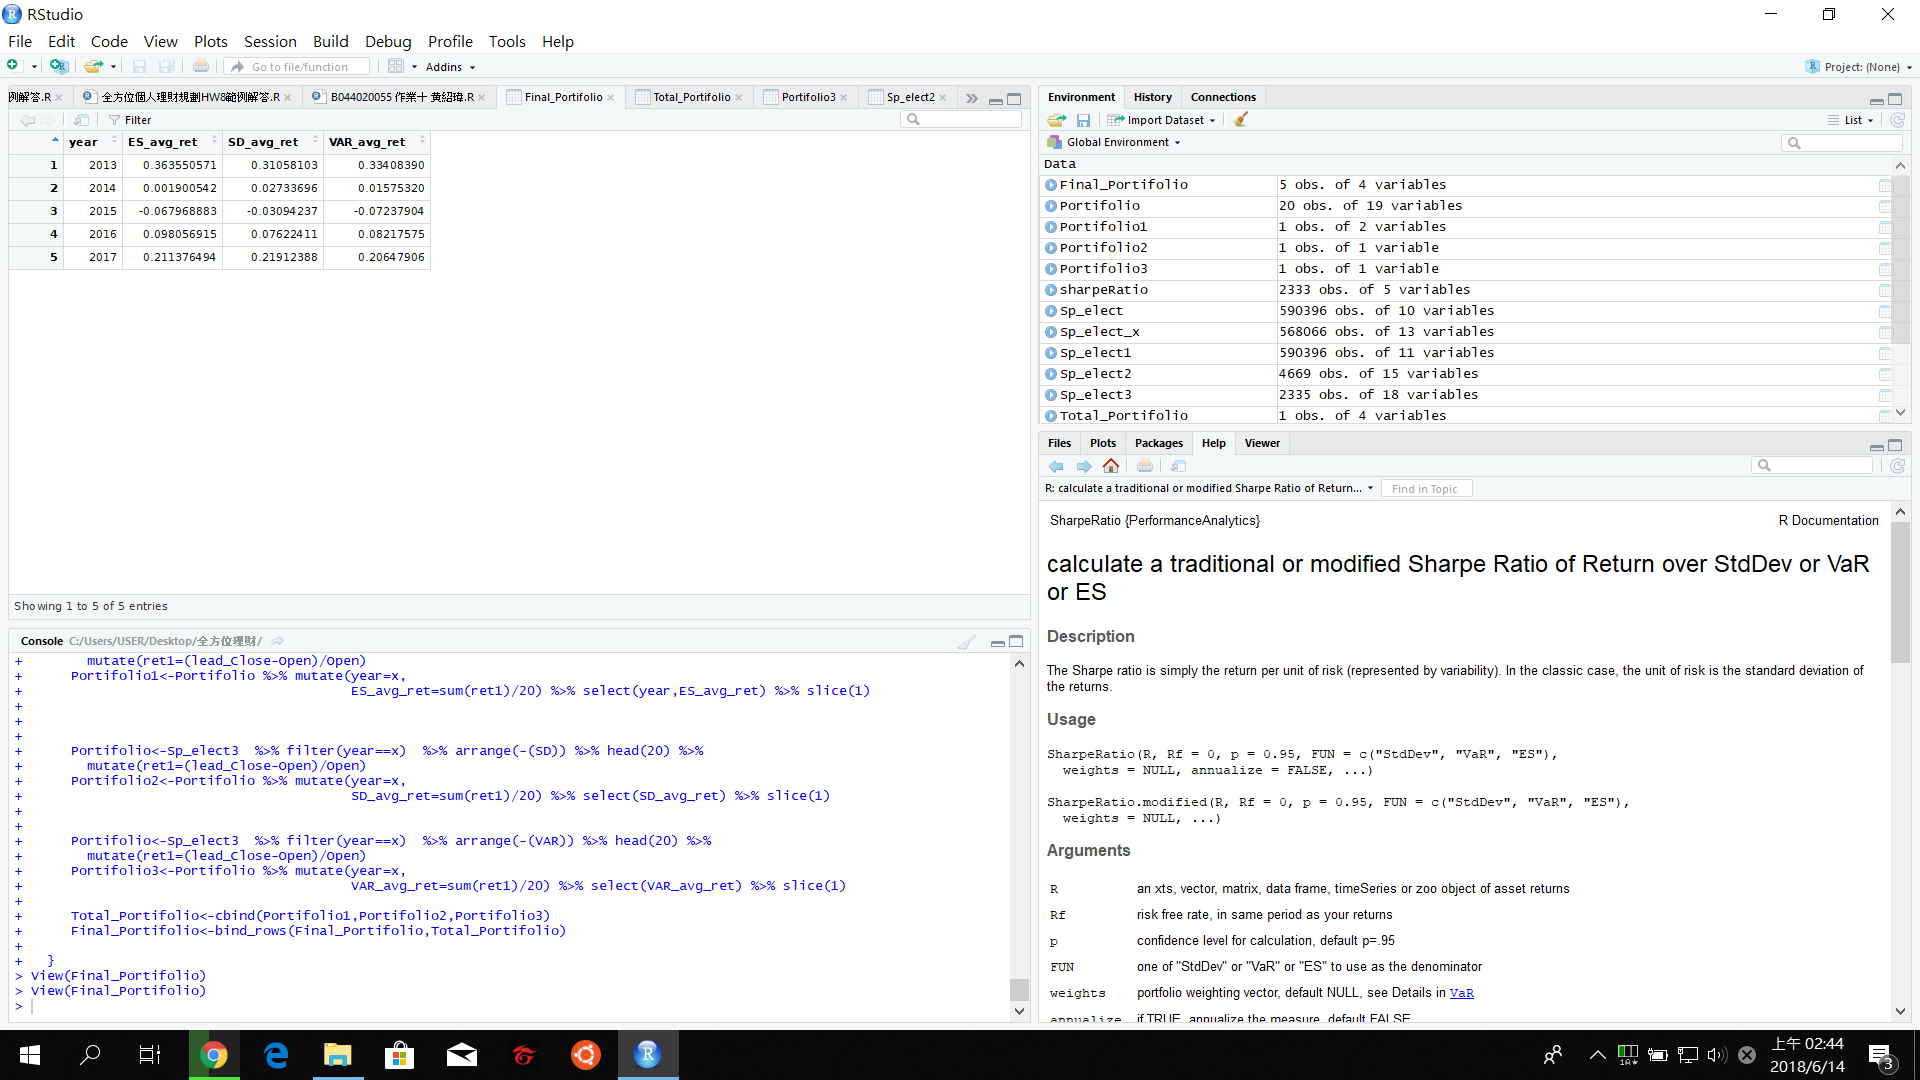 RStudio
File Edit Code View Plots Session Build Debug Profile Tools Help
Go to file/function Addins Project: (None)
例解答.R 全方位個人理財規劃HW8範例解答.R B044020055 作業十 黃紹瑋.R Final_Portifolio Total_Portifolio Portifolio3 Sp_elect2
Filter
year ES_avg_ret SD_avg_ret VAR_avg_ret
1 2013 0.363550571 0.31058103 0.33408390
2 2014 0.001900542 0.02733696 0.01575320
3 2015 -0.067968883 -0.03094237 -0.07237904
4 2016 0.098056915 0.07622411 0.08217575
5 2017 0.211376494 0.21912388 0.20647906
Showing 1 to 5 of 5 entries
Console C:/Users/USER/Desktop/全方位理財/
+ mutate(ret1=(lead_Close-Open)/Open)
+ Portifolio1<-Portifolio %>% mutate(year=x,
+ ES_avg_ret=sum(ret1)/20) %>% select(year,ES_avg_ret) %>% slice(1)
+
+
+
+ Portifolio<-Sp_elect3 %>% filter(year==x) %>% arrange(-(SD)) %>% head(20) %>%
+ mutate(ret1=(lead_Close-Open)/Open)
+ Portifolio2<-Portifolio %>% mutate(year=x,
+ SD_avg_ret=sum(ret1)/20) %>% select(SD_avg_ret) %>% slice(1)
+
+
+ Portifolio<-Sp_elect3 %>% filter(year==x) %>% arrange(-(VAR)) %>% head(20) %>%
+ mutate(ret1=(lead_Close-Open)/Open)
+ Portifolio3<-Portifolio %>% mutate(year=x,
+ VAR_avg_ret=sum(ret1)/20) %>% select(VAR_avg_ret) %>% slice(1)
+
+ Total_Portifolio<-cbind(Portifolio1,Portifolio2,Portifolio3)
+ Final_Portifolio<-bind_rows(Final_Portifolio,Total_Portifolio)
+
+ }
> View(Final_Portifolio)
> View(Final_Portifolio)
>
Environment History Connections
Import Dataset List
Global Environment
Data
Final_Portifolio 5 obs. of 4 variables
Portifolio 20 obs. of 19 variables
Portifolio1 1 obs. of 2 variables
Portifolio2 1 obs. of 1 variable
Portifolio3 1 obs. of 1 variable
sharpeRatio 2333 obs. of 5 variables
Sp_elect 590396 obs. of 10 variables
Sp_elect_x 568066 obs. of 13 variables
Sp_elect1 590396 obs. of 11 variables
Sp_elect2 4669 obs. of 15 variables
Sp_elect3 2335 obs. of 18 variables
Total_Portifolio 1 obs. of 4 variables
Files Plots Packages Help Viewer
R: calculate a traditional or modified Sharpe Ratio of Return... Find in Topic
SharpeRatio {PerformanceAnalytics} R Documentation
calculate a traditional or modified Sharpe Ratio of Return over StdDev or VaR
or ES
Description
The Sharpe ratio is simply the return per unit of risk (represented by variability). In the classic case, the unit of risk is the standard deviation of
the returns.
Usage
SharpeRatio(R, Rf = 0, p = 0.95, FUN = c("StdDev", "VaR", "ES"),
weights = NULL, annualize = FALSE, ...)
SharpeRatio.modified(R, Rf = 0, p = 0.95, FUN = c("StdDev", "VaR", "ES"),
weights = NULL, ...)
Arguments
R an xts, vector, matrix, data frame, timeSeries or zoo object of asset returns
Rf risk free rate, in same period as your returns
p confidence level for calculation, default p=.95
FUN one of "StdDev" or "VaR" or "ES" to use as the denominator
weights portfolio weighting vector, default NULL, see Details in VaR
annualize if TRUE, annualize the measure, default FALSE
上午 02:44
2018/6/14
3